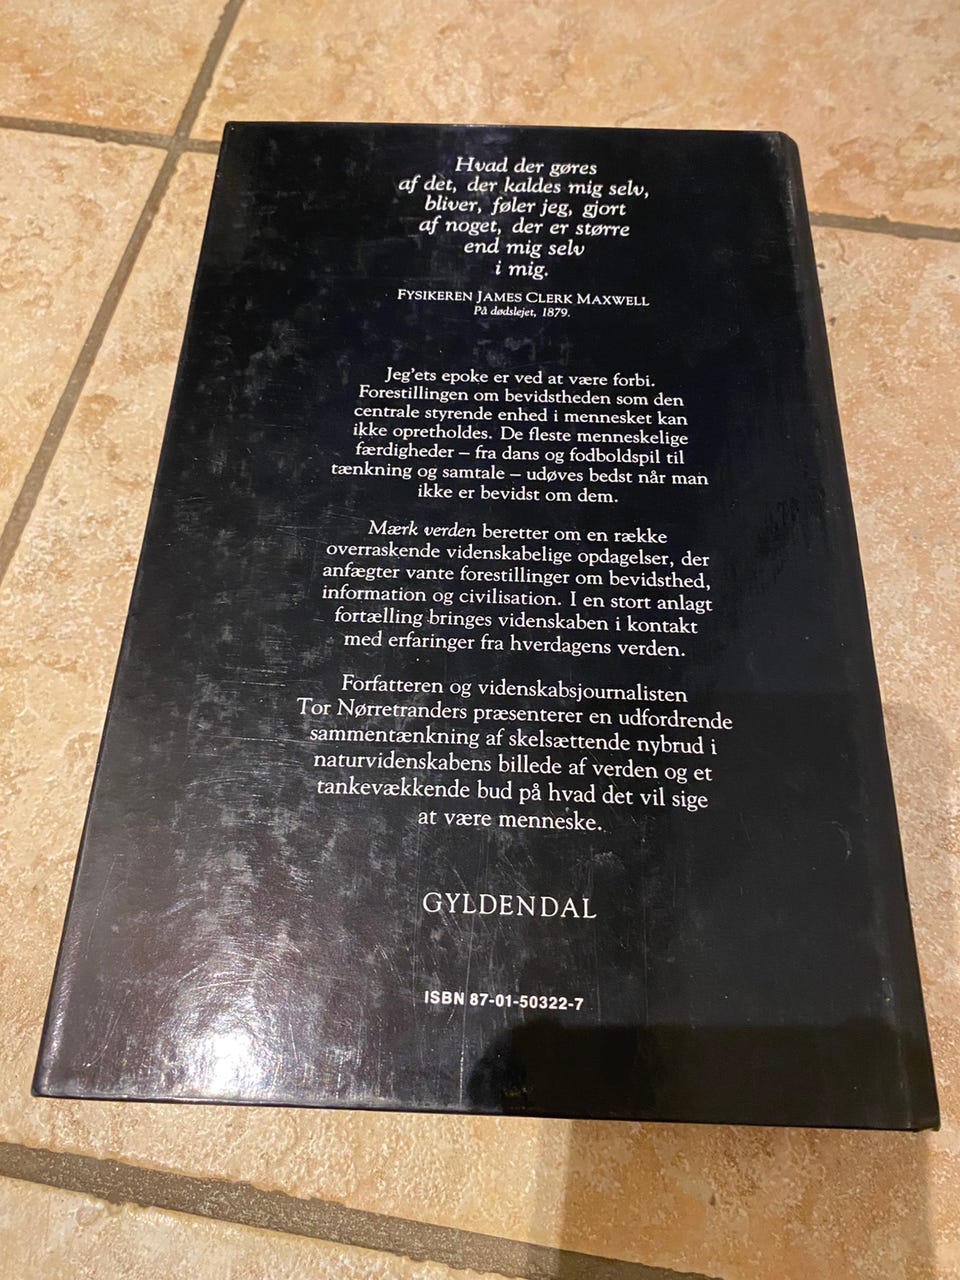 Hvad der gøres
af det, der kaldes mig selv,
bliver, føler jeg, gjort
af noget, der er større
end mig selv
i mig.
FYSIKEREN JAMES CLERK MAXWELL
På dødslejet, 1879.
Jeg'ets epoke er ved at være forbi.
Forestillingen om bevidstheden som den
centrale styrende enhed i mennesket kan
ikke opretholdes. De fleste menneskelige
færdigheder – fra dans og fodboldspil til
tænkning og samtale – udøves bedst når man
ikke er bevidst om dem.
Mærk verden beretter om en række
overraskende videnskabelige opdagelser, der
anfægter vante forestillinger om bevidsthed,
information og civilisation. I en stort anlagt
fortælling bringes videnskaben i kontakt
med erfaringer fra hverdagens verden.
Forfatteren og videnskabsjournalisten
Tor Nørretranders præsenterer en udfordrende
sammentænkning af skelsættende nybrud i
naturvidenskabens billede af verden og et
tankevækkende bud på hvad det vil sige
at være menneske.
GYLDENDAL
ISBN 87-01-50322-7